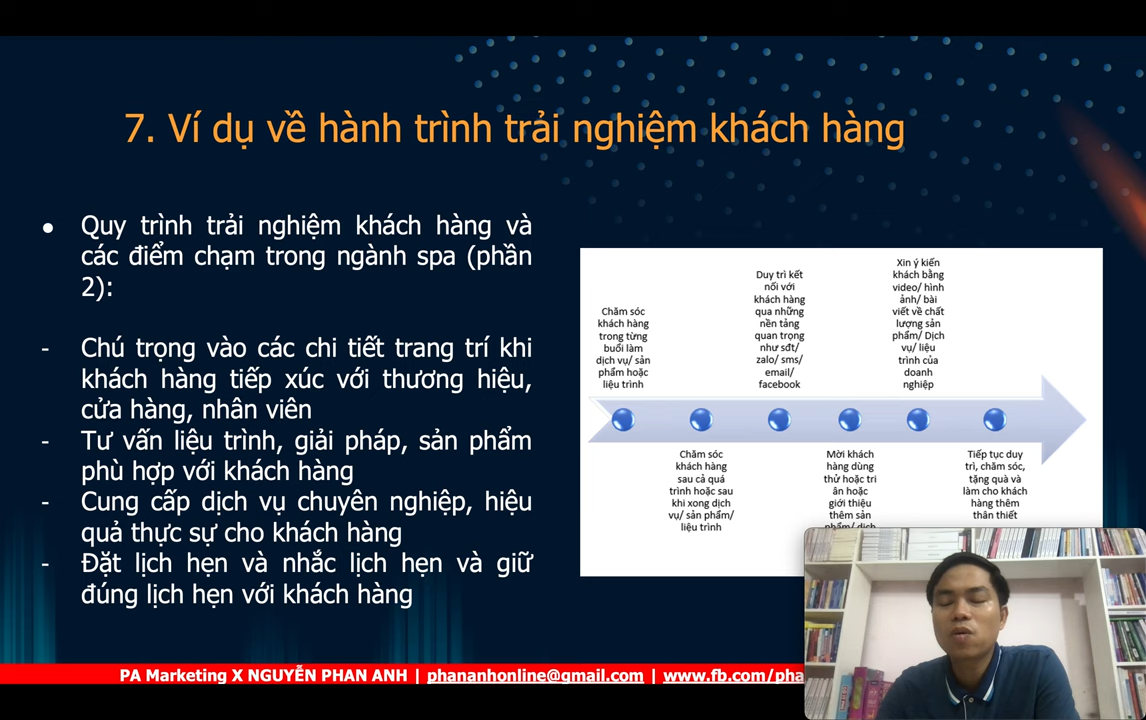 7. Ví dụ về hành trình trải nghiệm khách hàng
● Quy trình trải nghiệm khách hàng và
các điểm chạm trong ngành spa (phần
2):
- Chú trọng vào các chi tiết trang trí khi
khách hàng tiếp xúc với thương hiệu,
cửa hàng, nhân viên
- Tư vấn liệu trình, giải pháp, sản phẩm
phù hợp với khách hàng
- Cung cấp dịch vụ chuyên nghiệp, hiệu
quả thực sự cho khách hàng
- Đặt lịch hẹn và nhắc lịch hẹn và giữ
đúng lịch hẹn với khách hàng
Chăm sóc
khách hàng
trong từng
buổi làm
dịch vụ/ sản
phẩm hoặc
liệu trình
Chăm sóc
khách hàng
sau cả quá
trình hoặc sau
khi xong dịch
vụ/ sản phẩm/
liệu trình
Duy trì kết
nối với
khách hàng
qua những
nền tảng
quan trọng
như sđt/
zalo/ sms/
email/
facebook
Mời khách
hàng dùng
thử hoặc tri
ân hoặc
giới thiệu
thêm sản
phẩm/ dịch
Xin ý kiến
khách bằng
video/ hình
ảnh/ bài
viết về chất
lượng sản
phẩm/ Dịch
vụ/ liệu
trình của
doanh
nghiệp
Tiếp tục duy
trì, chăm sóc,
tặng quà và
làm cho khách
hàng thêm
thân thiết
PA Marketing X NGUYỄN PHAN ANH | phananhonline@gmail.com | www.fb.com/pha